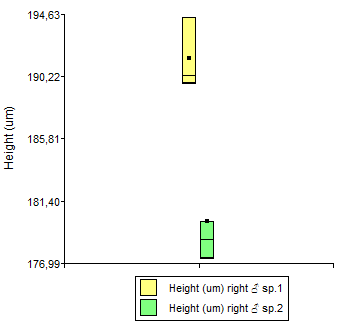 194,63
190,22
185,81
181,40
176,99
Height (um)
Height (um) right ♂ sp.1
Height (um) right ♂ sp.2